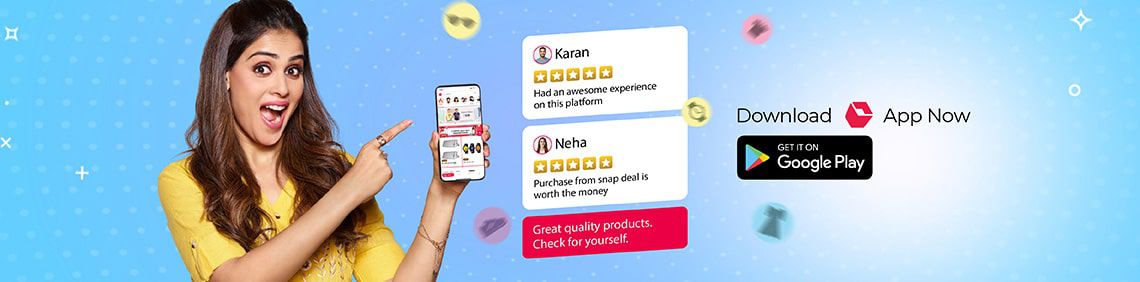 Karan
Had an awesome experience
on this platform
Neha
Purchase from snap deal is
worth the money
Great quality products.
Check for yourself.
Download App Now
GET IT ON
Google Play